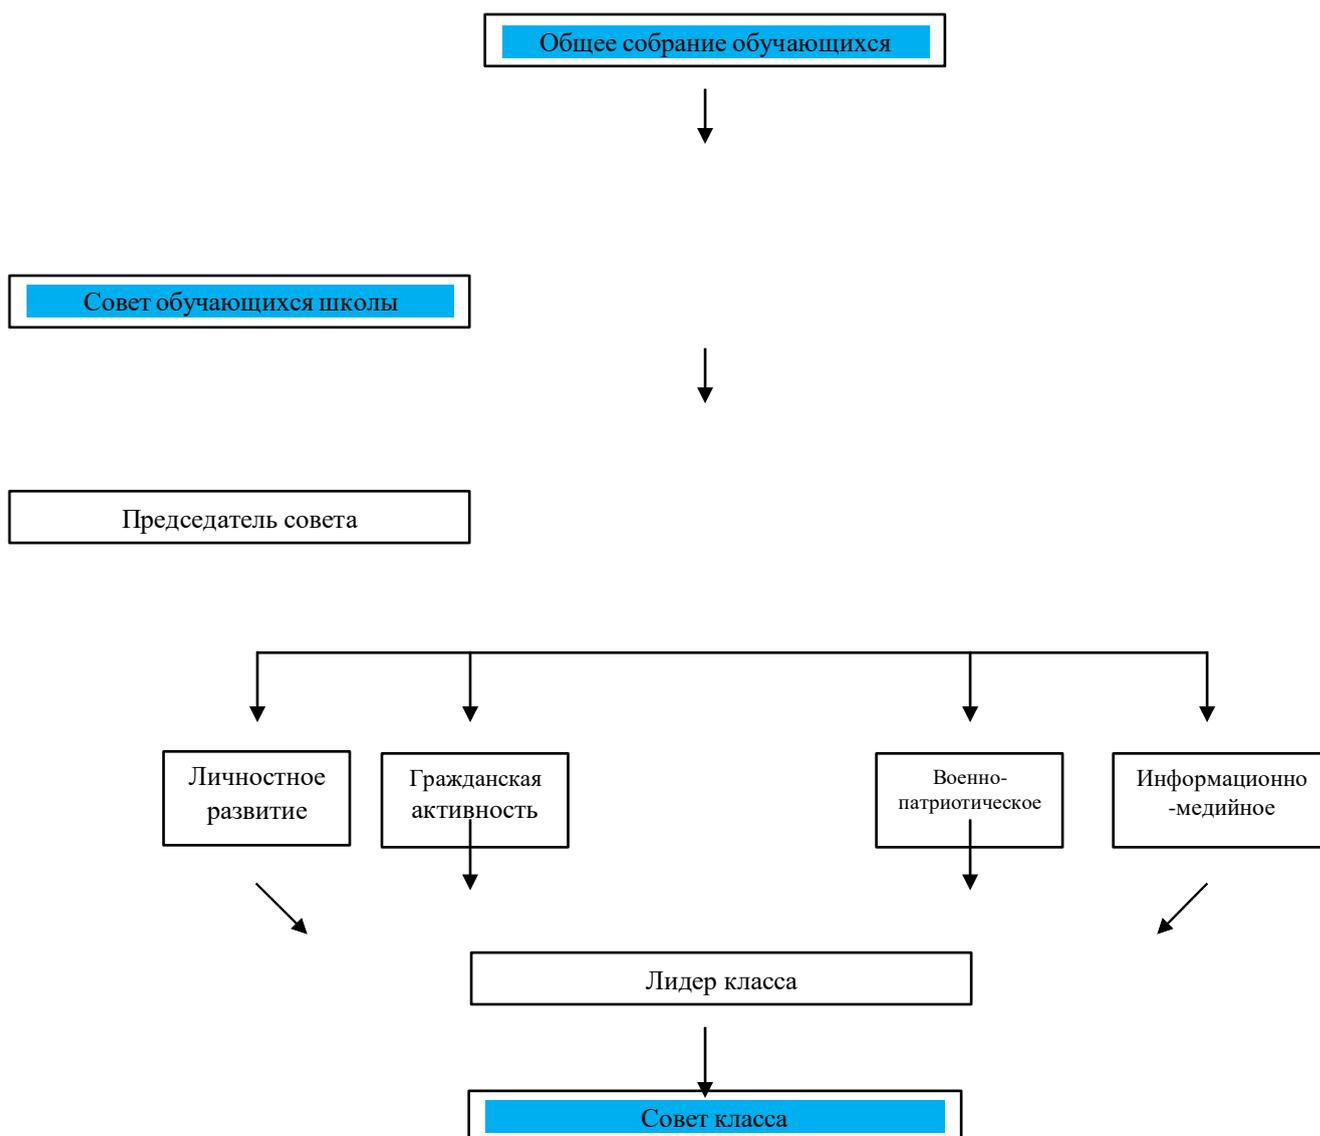 Общее собрание обучающихся
Совет обучающихся школы
Председатель совета
Личностное
развитие
Гражданская
активность
Военно-
патриотическое
Информационно
-медийное
Лидер класса
Совет класса